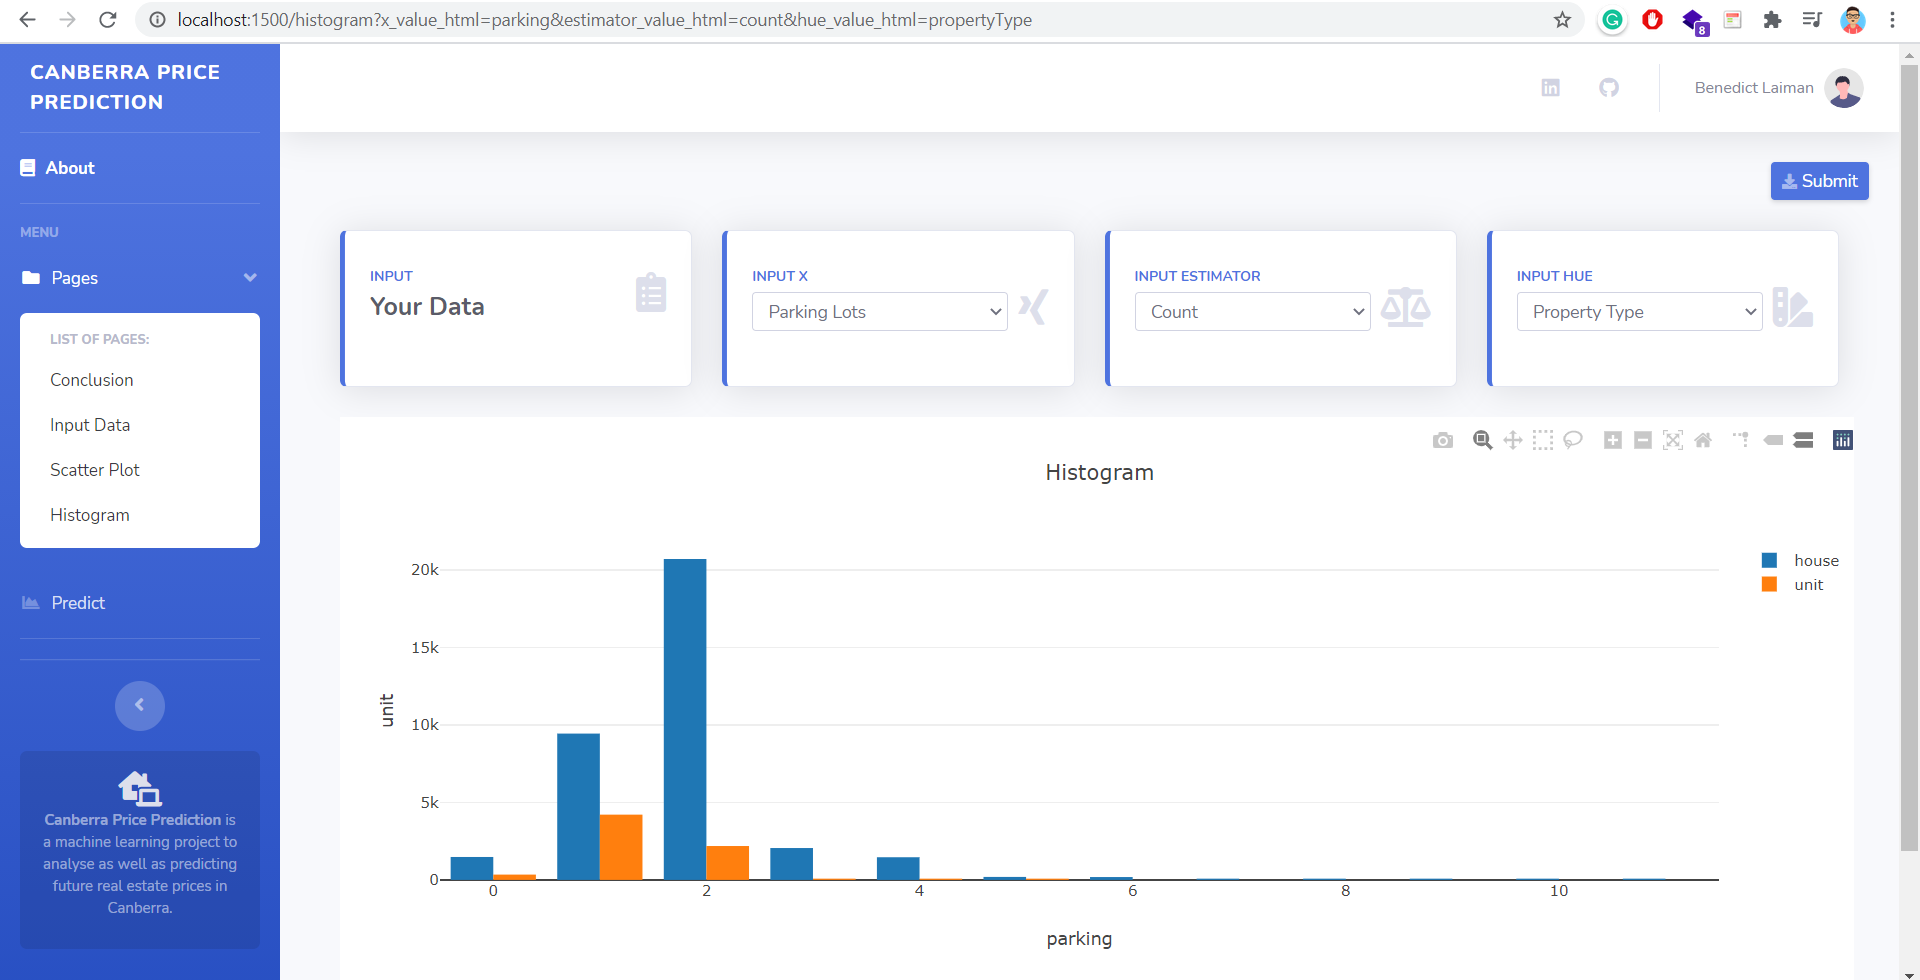 localhost:1500/histogram?x_value_html=parking&estimator_value_html=count&hue_value_html=propertyType
8
CANBERRA PRICE
PREDICTION
About
MENU
Pages
LIST OF PAGES:
Conclusion
Input Data
Scatter Plot
Histogram
Predict
Canberra Price Prediction is
a machine learning project to
analyse as well as predicting
future real estate prices in
Canberra.
Benedict Laiman
Submit
INPUT
Your Data
INPUT X
Parking Lots
INPUT ESTIMATOR
Count
INPUT HUE
Property Type
Histogram
house
unit
20k
15k
10k
5k
0
unit
0 2 4 6 8 10
parking